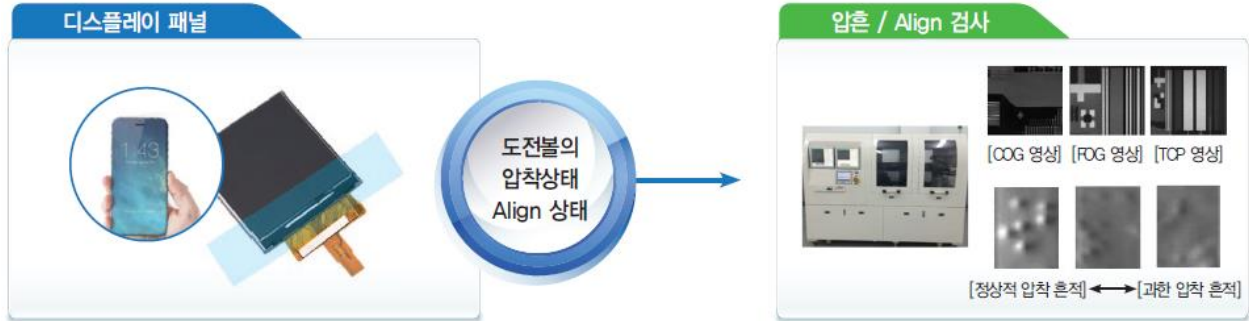 디스플레이 패널
1:43
도전볼의
압착상태
Align 상태
압흔 / Align 검사
[COG 영상] [FOG 영상] [TCP 영상]
[정상적 압착 흔적] [과한 압착 흔적]